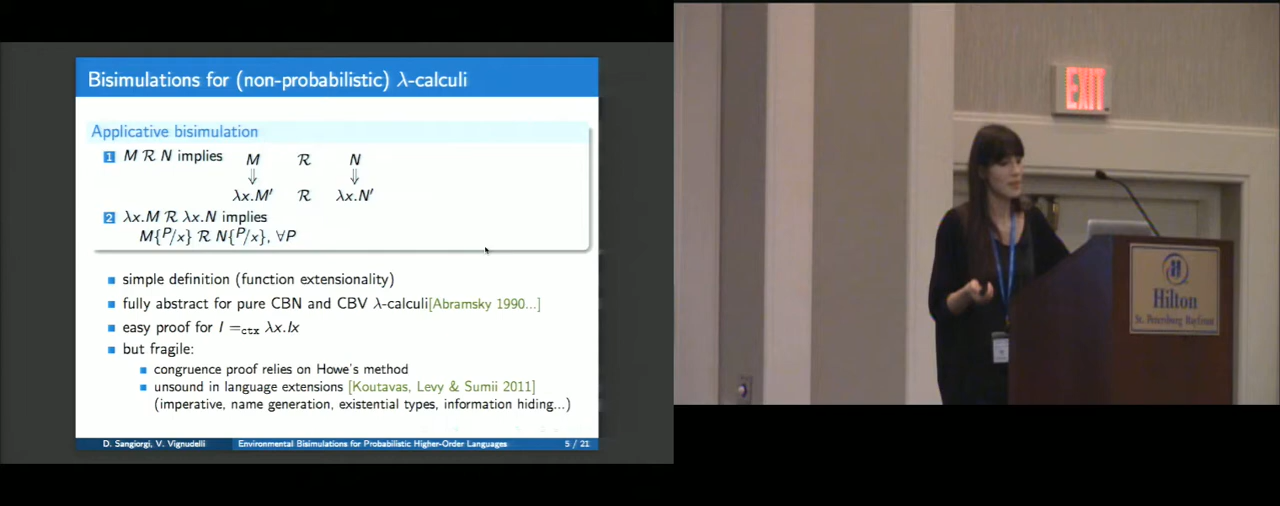 Bisimulations for (non-probabilistic) λ-calculi
Applicative bisimulation
1 M R N implies M R N
⇓ ⇓
λx.M′ R λx.N′
2 λx.M R λx.N implies
M{P/x} R N{P/x}, ∀P
simple definition (function extensionality)
fully abstract for pure CBN and CBV λ-calculi[Abramsky 1990...]
easy proof for I =ctx λx.Ix
but fragile:
congruence proof relies on Howe's method
unsound in language extensions [Koutavas, Levy & Sumii 2011]
(imperative, name generation, existential types, information hiding...)
D. Sangiorgi, V. Vignudelli Environmental Bisimulations for Probabilistic Higher-Order Languages 5 / 21
EXIT
Hilton
St. Petersburg Bayfront